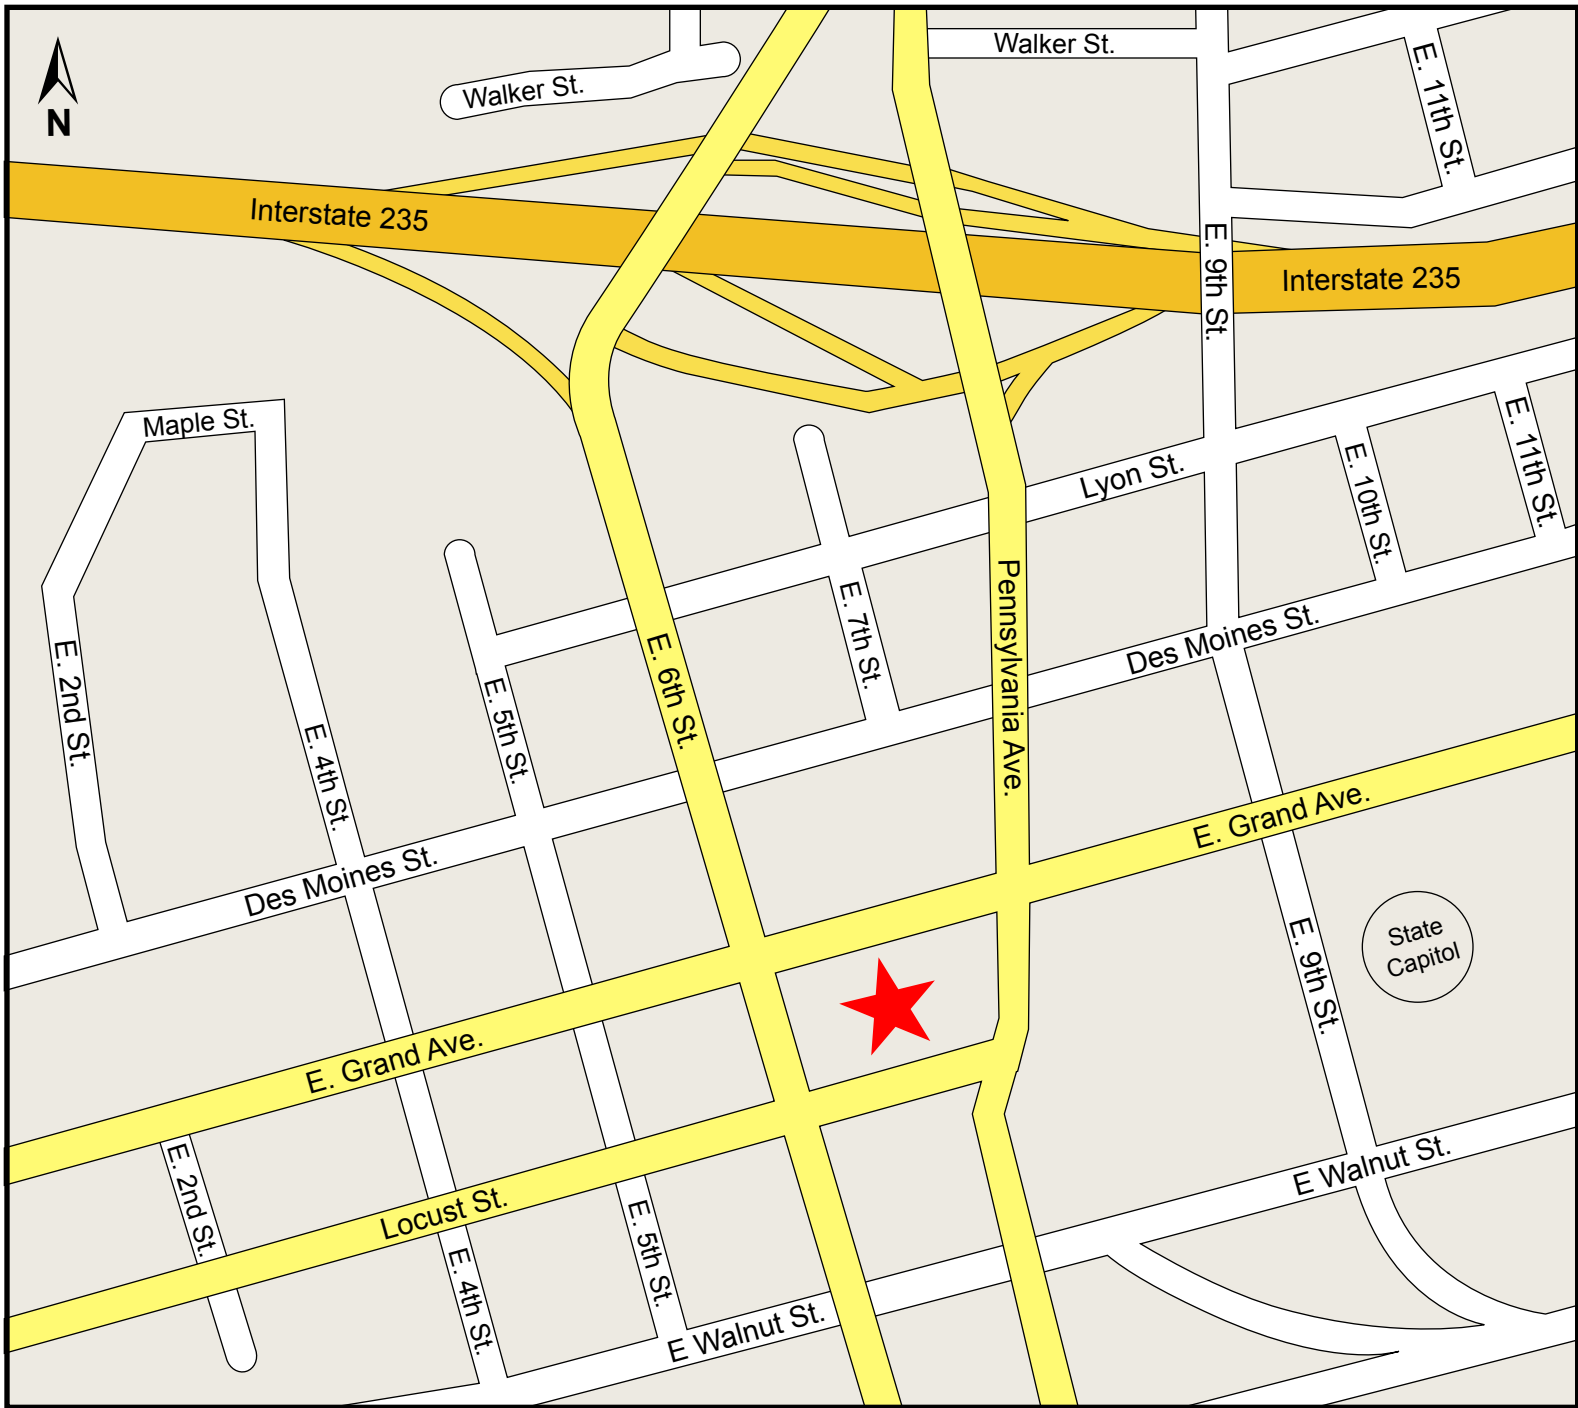 N
Walker St.
Walker St.
E. 11th St.
Interstate 235
E. 9th St.
Interstate 235
Maple St.
Lyon St.
E. 10th St.
E. 11th St.
E. 2nd St.
E. 4th St.
E. 5th St.
E. 6th St.
E. 7th St.
Pennsylvania Ave.
Des Moines St.
Des Moines St.
E. Grand Ave.
State
Capitol
E. 9th St.
E. Grand Ave.
E. 2nd St.
Locust St.
E. 4th St.
E. 5th St.
E Walnut St.
E Walnut St.